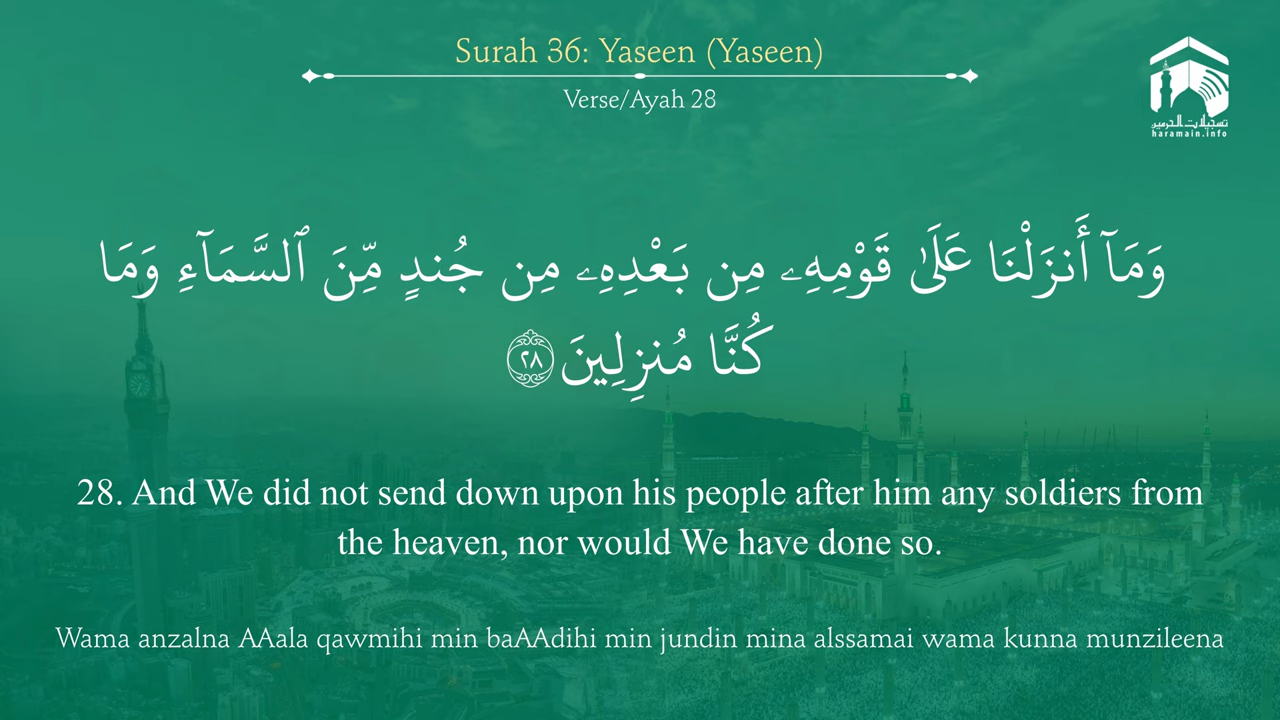 Surah 36: Yaseen (Yaseen)
Verse/Ayah 28
تسجيلات الحرمين
haramain.info
وَمَآ أَنزَلْنَا عَلَىٰ قَوْمِهِۦ مِن بَعْدِهِۦ مِن جُندٍ مِّنَ ٱلسَّمَآءِ وَمَا
كُنَّا مُنزِلِينَ ٢٨
28. And We did not send down upon his people after him any soldiers from
the heaven, nor would We have done so.
Wama anzalna AAala qawmihi min baAAdihi min jundin mina alssamai wama kunna munzileena